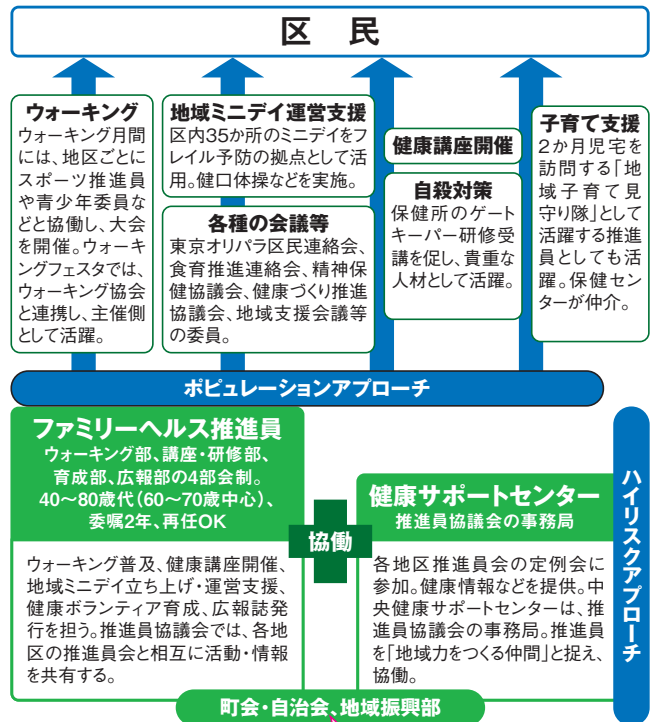 区 民
ウォーキング
ウォーキング月間
には、地区ごとに
スポーツ推進員
や青少年委員な
どと協働し、大会
を開催。ウォーキ
ングフェスタでは、
ウォーキング協会
と連携し、主催側
として活躍。
地域ミニデイ運営支援
区内35か所のミニデイをフ
レイル予防の拠点として活
用。健口体操などを実施。
各種の会議等
東京オリパラ区民連絡会、
食育推進連絡会、精神保
健協議会、健康づくり推進
協議会、地域支援会議等
の委員。
健康講座開催
自殺対策
保健所のゲート
キーパー研修受
講を促し、貴重な
人材として活躍。
子育て支援
2か月児宅を
訪問する「地
域子育て見
守り隊」として
活躍する推進
員としても活
躍。保健セン
ターが仲介。
ポピュレーションアプローチ
ファミリーヘルス推進員
ウォーキング部、講座・研修部、
育成部、広報部の4部会制。
40〜80歳代（60〜70歳中心）、
委嘱2年、再任OK
ウォーキング普及、健康講座開催、
地域ミニデイ立ち上げ・運営支援、
健康ボランティア育成、広報誌発
行を担う。推進員協議会では、各地
区の推進員会と相互に活動・情報
を共有する。
協働
健康サポートセンター
推進員協議会の事務局
各地区推進員会の定例会に
参加。健康情報などを提供。中
央健康サポートセンターは、推
進員協議会の事務局。推進員
を「地域力をつくる仲間」と捉え、
協働。
ハイリスクアプローチ
町会・自治会、地域振興部